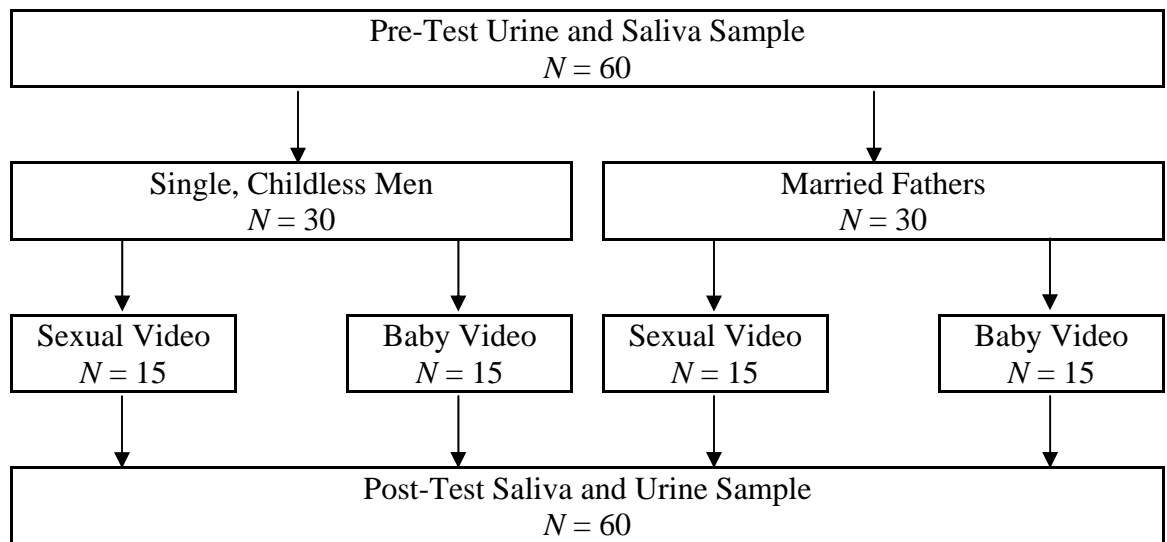 Pre-Test Urine and Saliva Sample
N = 60
Single, Childless Men
N = 30
Married Fathers
N = 30
Sexual Video
N = 15
Baby Video
N = 15
Sexual Video
N = 15
Baby Video
N = 15
Post-Test Saliva and Urine Sample
N = 60